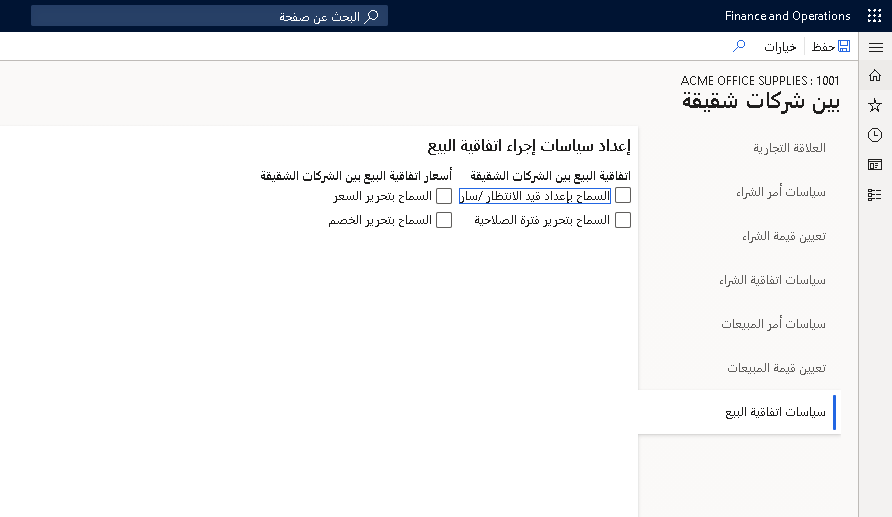 Finance and Operations
البحث عن صفحة
حفظ
خيارات
ACME OFFICE SUPPLIES : 1001
بين شركات شقيقة
العلاقة التجارية
سياسات أمر الشراء
تعيين قيمة الشراء
سياسات اتفاقية الشراء
سياسات أمر المبيعات
تعيين قيمة المبيعات
سياسات اتفاقية البيع
إعداد سياسات إجراء اتفاقية البيع
اتفاقية البيع بين الشركات الشقيقة
السماح بإعداد قيد الانتظار /سار
السماح بتحرير فترة الصلاحية
أسعار اتفاقية البيع بين الشركات الشقيقة
السماح بتحرير السعر
السماح بتحرير الخصم